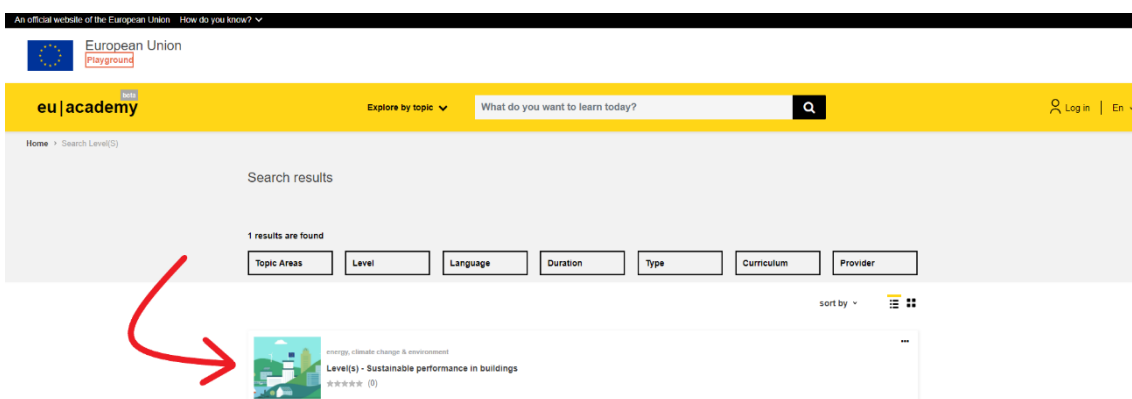 An official website of the European Union How do you know?
European Union
Playground
beta
eu|academy
Explore by topic
What do you want to learn today?
Log in | En
Home > Search Level(S)
Search results
1 results are found
Topic Areas Level Language Duration Type Curriculum Provider
sort by
energy, climate change & environment
Level(s) - Sustainable performance in buildings
(0)